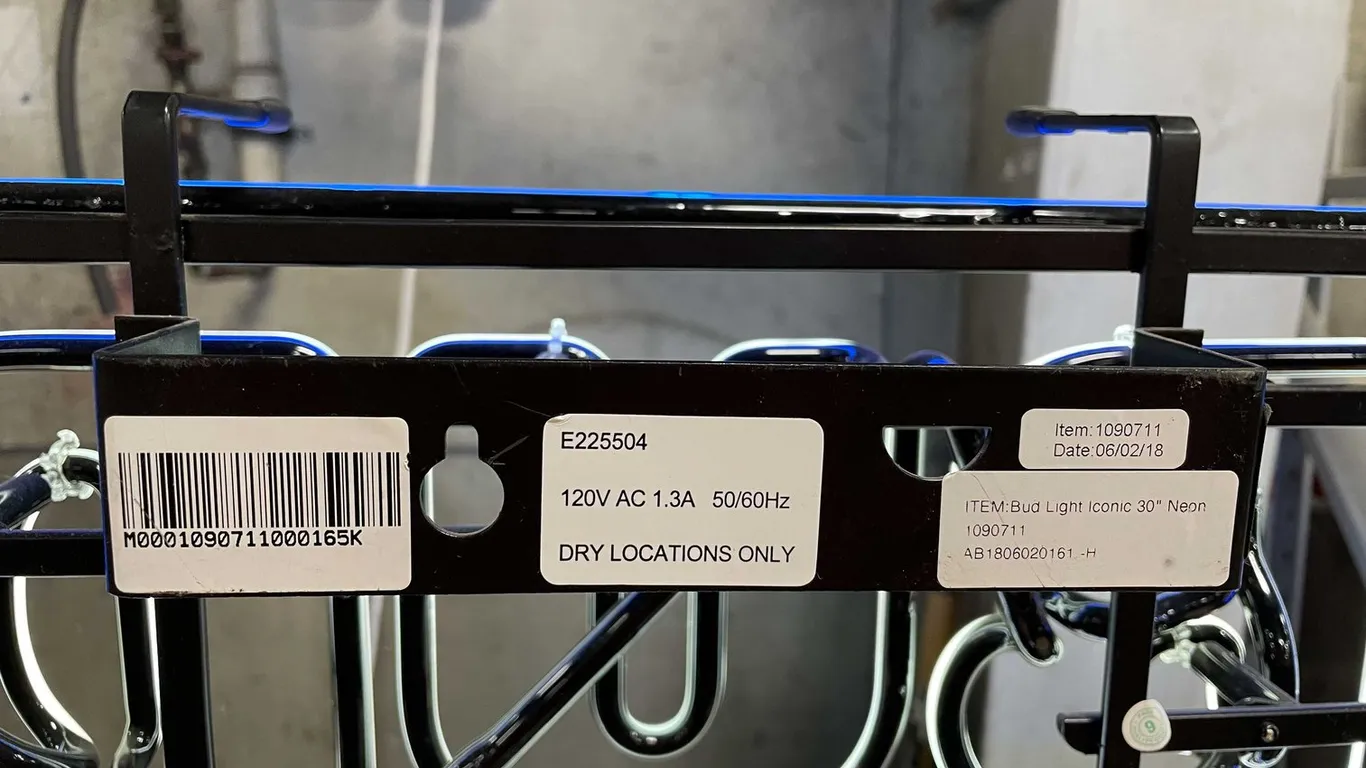 M0001090711000165K
E225504
120V AC 1.3A 50/60Hz
DRY LOCATIONS ONLY
Item:1090711
Date:06/02/18
ITEM:Bud Light Iconic 30" Neon
1090711
AB1806020161 -H